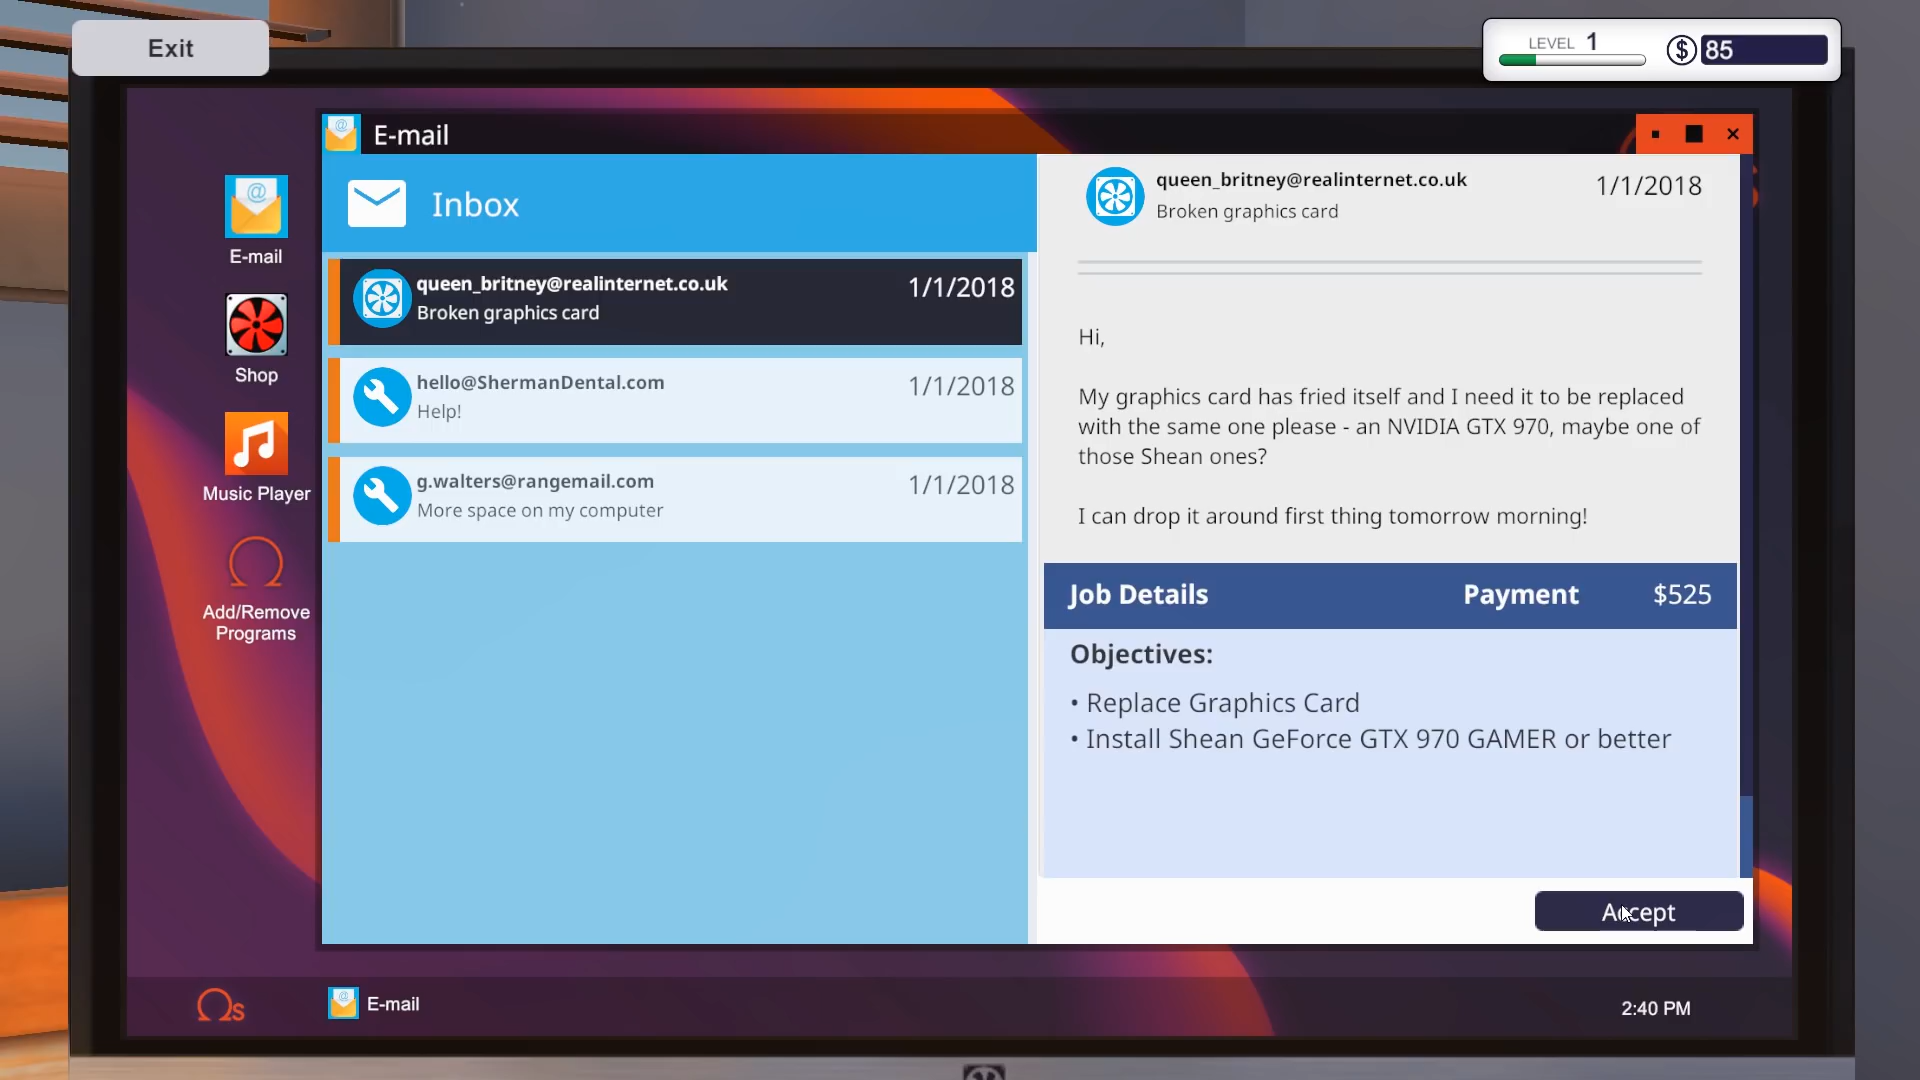 Exit
LEVEL 1
$ 85
E-mail
E-mail
Shop
Music Player
Add/Remove
Programs
Inbox
queen_britney@realinternet.co.uk
1/1/2018
Broken graphics card
hello@ShermanDental.com
1/1/2018
Help!
g.walters@rangemail.com
1/1/2018
More space on my computer
queen_britney@realinternet.co.uk
1/1/2018
Broken graphics card
Hi,
My graphics card has fried itself and I need it to be replaced
with the same one please - an NVIDIA GTX 970, maybe one of
those Shean ones?
I can drop it around first thing tomorrow morning!
Job Details
Payment
$525
Objectives:
• Replace Graphics Card
• Install Shean GeForce GTX 970 GAMER or better
Accept
Ωs
E-mail
2:40 PM